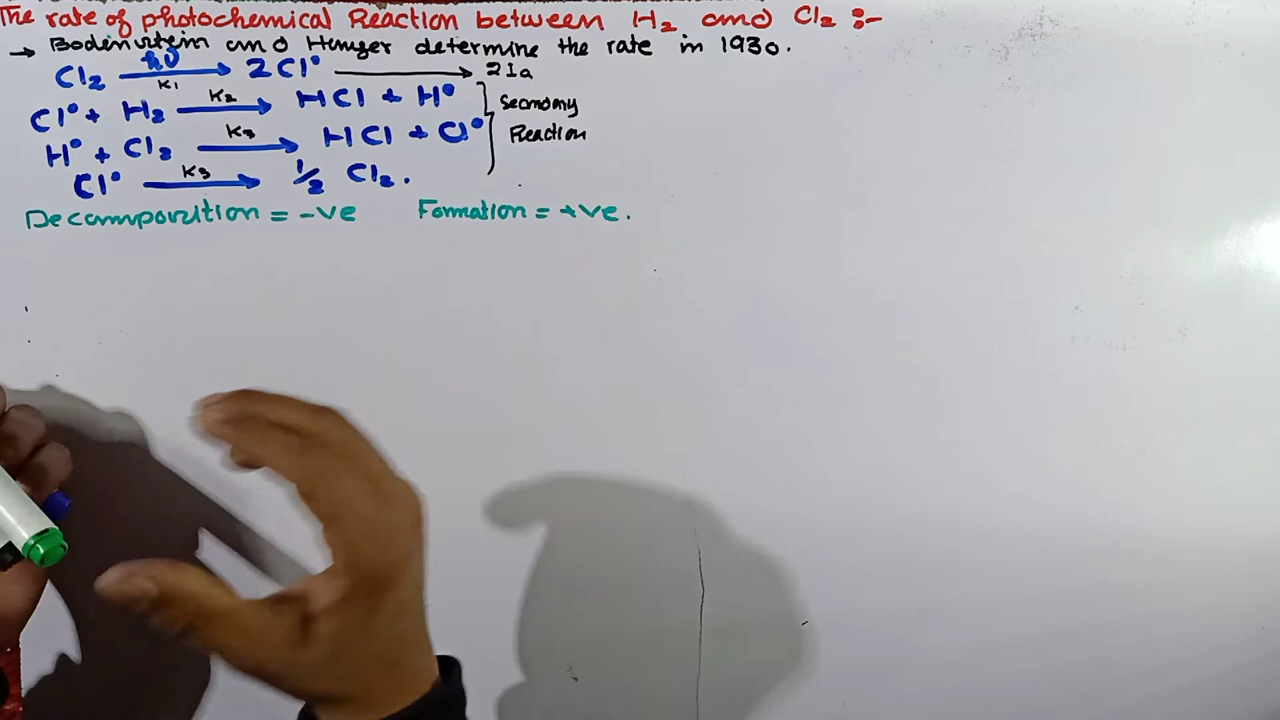 The rate of photochemical Reaction between H₂ and Cl₂ :-
→ Bodenstein and Hunger determine the rate in 1930.
Cl₂ —hν/K₁→ 2Cl° ⟶ 2Ia
Cl° + H₂ —K₂→ HCl + H° } Secondary
H° + Cl₂ —K₃→ HCl + Cl° } Reaction
Cl° —K₃→ 1/2 Cl₂.
Decomposition = -ve Formation = +ve.